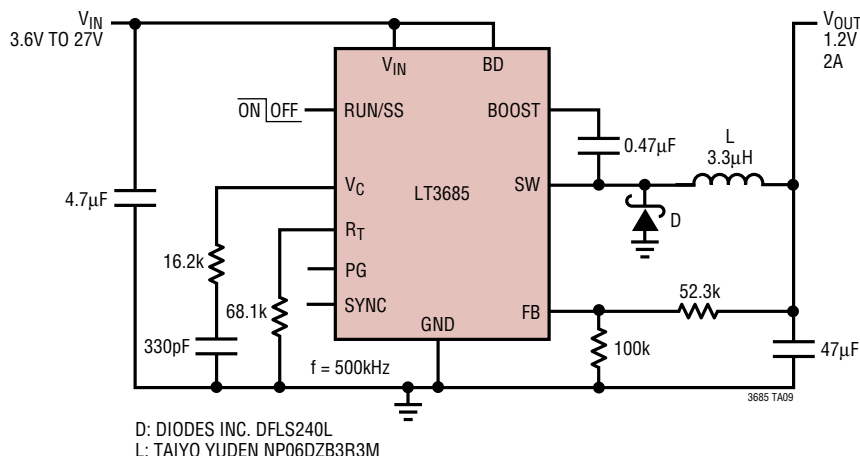 VIN
3.6V TO 27V
VOUT
1.2V
2A
VIN
BD
ON OFF
RUN/SS
BOOST
0.47µF
L
3.3µH
4.7µF
VC
LT3685
SW
D
RT
16.2k
PG
68.1k
SYNC
52.3k
FB
GND
330pF
f = 500kHz
100k
47µF
3685 TA09
D: DIODES INC. DFLS240L
L: TAIYO YUDEN NP06DZB3R3M